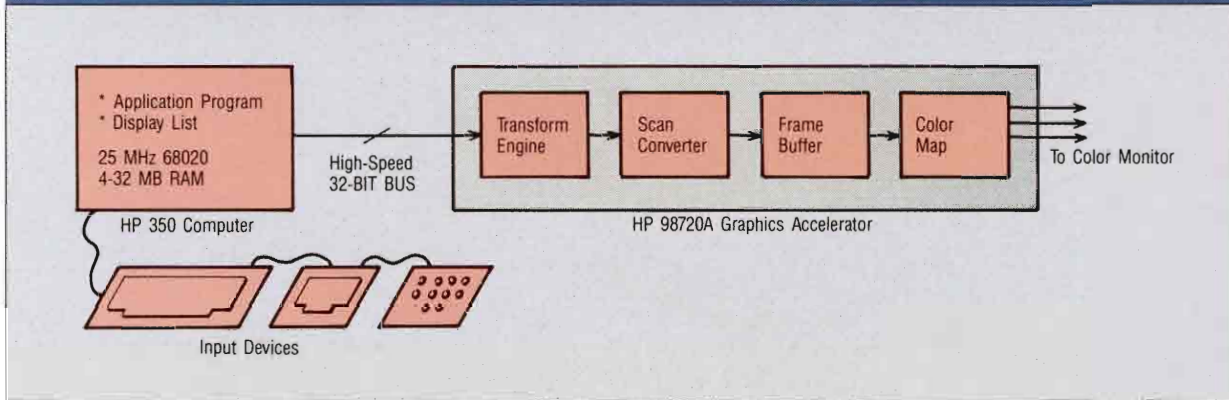 * Application Program
* Display List
25 MHz 68020
4-32 MB RAM
HP 350 Computer
High-Speed
32-BIT BUS
Transform
Engine
Scan
Converter
Frame
Buffer
Color
Map
To Color Monitor
HP 98720A Graphics Accelerator
Input Devices